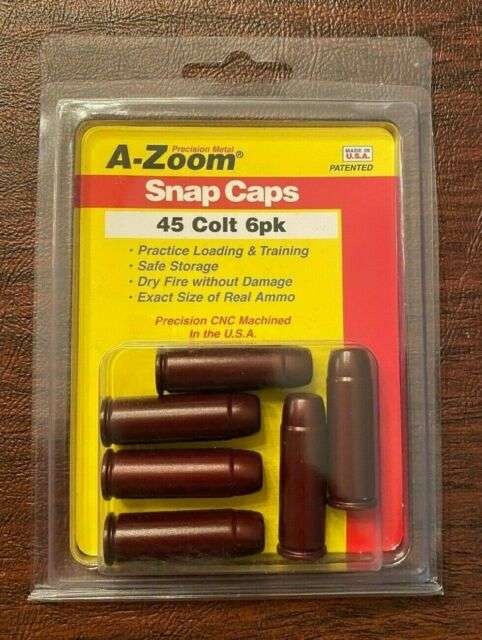 Precision Metal
A-Zoom®
MADE IN
U.S.A.
PATENTED
Snap Caps
45 Colt 6pk
• Practice Loading & Training
• Safe Storage
• Dry Fire without Damage
• Exact Size of Real Ammo
Precision CNC Machined
In the U.S.A.